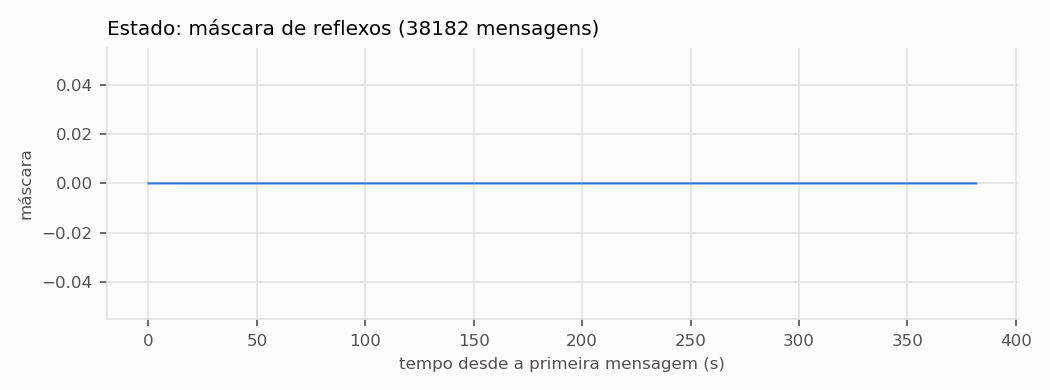 Estado: máscara de reflexos (38182 mensagens)
0.04
0.02
0.00
−0.02
−0.04
máscara
0 50 100 150 200 250 300 350 400
tempo desde a primeira mensagem (s)